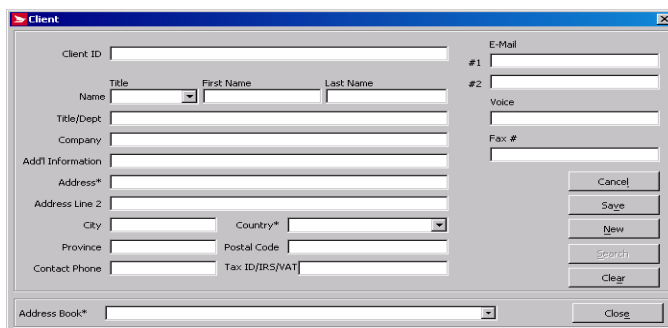 Client
Client ID
Title First Name Last Name
Name
Title/Dept
Company
Add'l Information
Address*
Address Line 2
City Country*
Province Postal Code
Contact Phone Tax ID/IRS/VAT
E-Mail
#1
#2
Voice
Fax #
Cancel
Save
New
Search
Clear
Address Book* Close